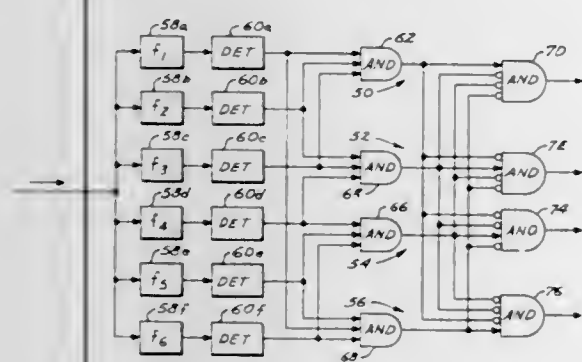 58a 60a 62 70
f1 DET AND AND
58b 60b 50
f2 DET
58c 60c 52 72
f3 DET AND AND
64
58d 60d 66 74
f4 DET AND AND
58e 60e 54
f5 DET
58f 60f 56 76
f6 DET AND AND
68